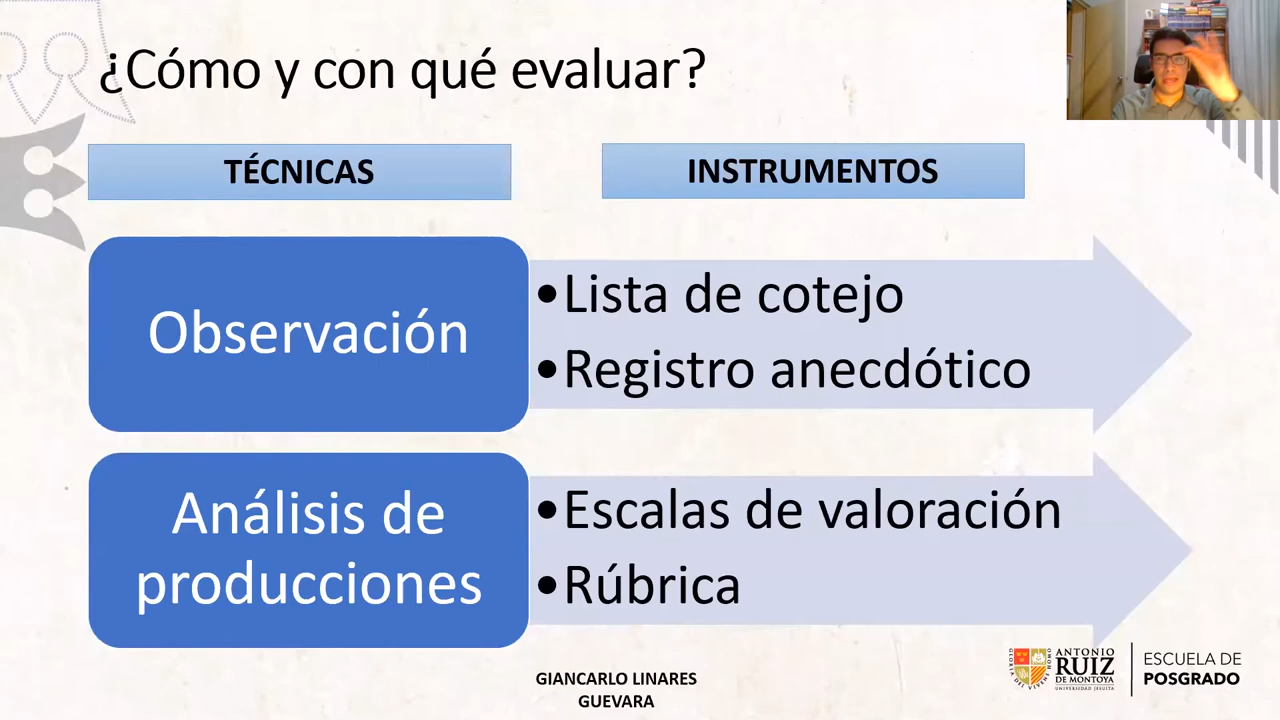 ¿Cómo y con qué evaluar?
TÉCNICAS
INSTRUMENTOS
Observación
•Lista de cotejo
•Registro anecdótico
Análisis de
producciones
•Escalas de valoración
•Rúbrica
GIANCARLO LINARES
GUEVARA
ANTONIO
RUIZ
DE MONTOYA
UNIVERSIDAD JESUITA
ESCUELA DE
POSGRADO